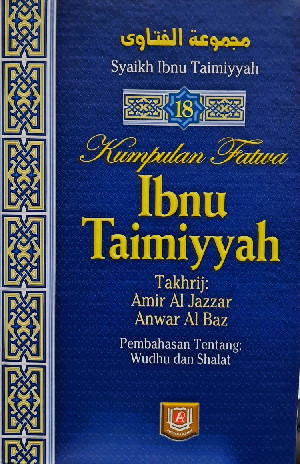 مجموعة الفتاوى
Syaikh Ibnu Taimiyyah
18
Kumpulan Fatwa
Ibnu
Taimiyyah
Takhrij:
Amir Al Jazzar
Anwar Al Baz
Pembahasan Tentang:
Wudhu dan Shalat